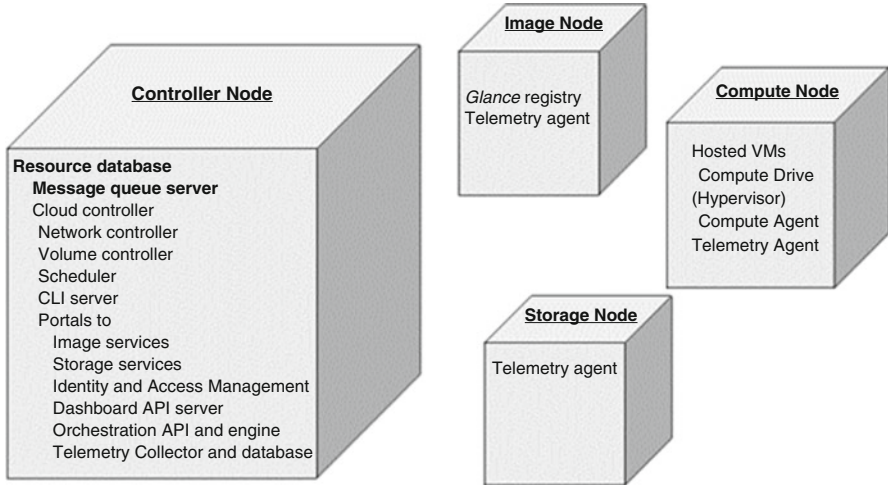 Controller Node
Resource database
Message queue server
Cloud controller
Network controller
Volume controller
Scheduler
CLI server
Portals to
Image services
Storage services
Identity and Access Management
Dashboard API server
Orchestration API and engine
Telemetry Collector and database
Image Node
Glance registry
Telemetry agent
Compute Node
Hosted VMs
Compute Drive
(Hypervisor)
Compute Agent
Telemetry Agent
Storage Node
Telemetry agent